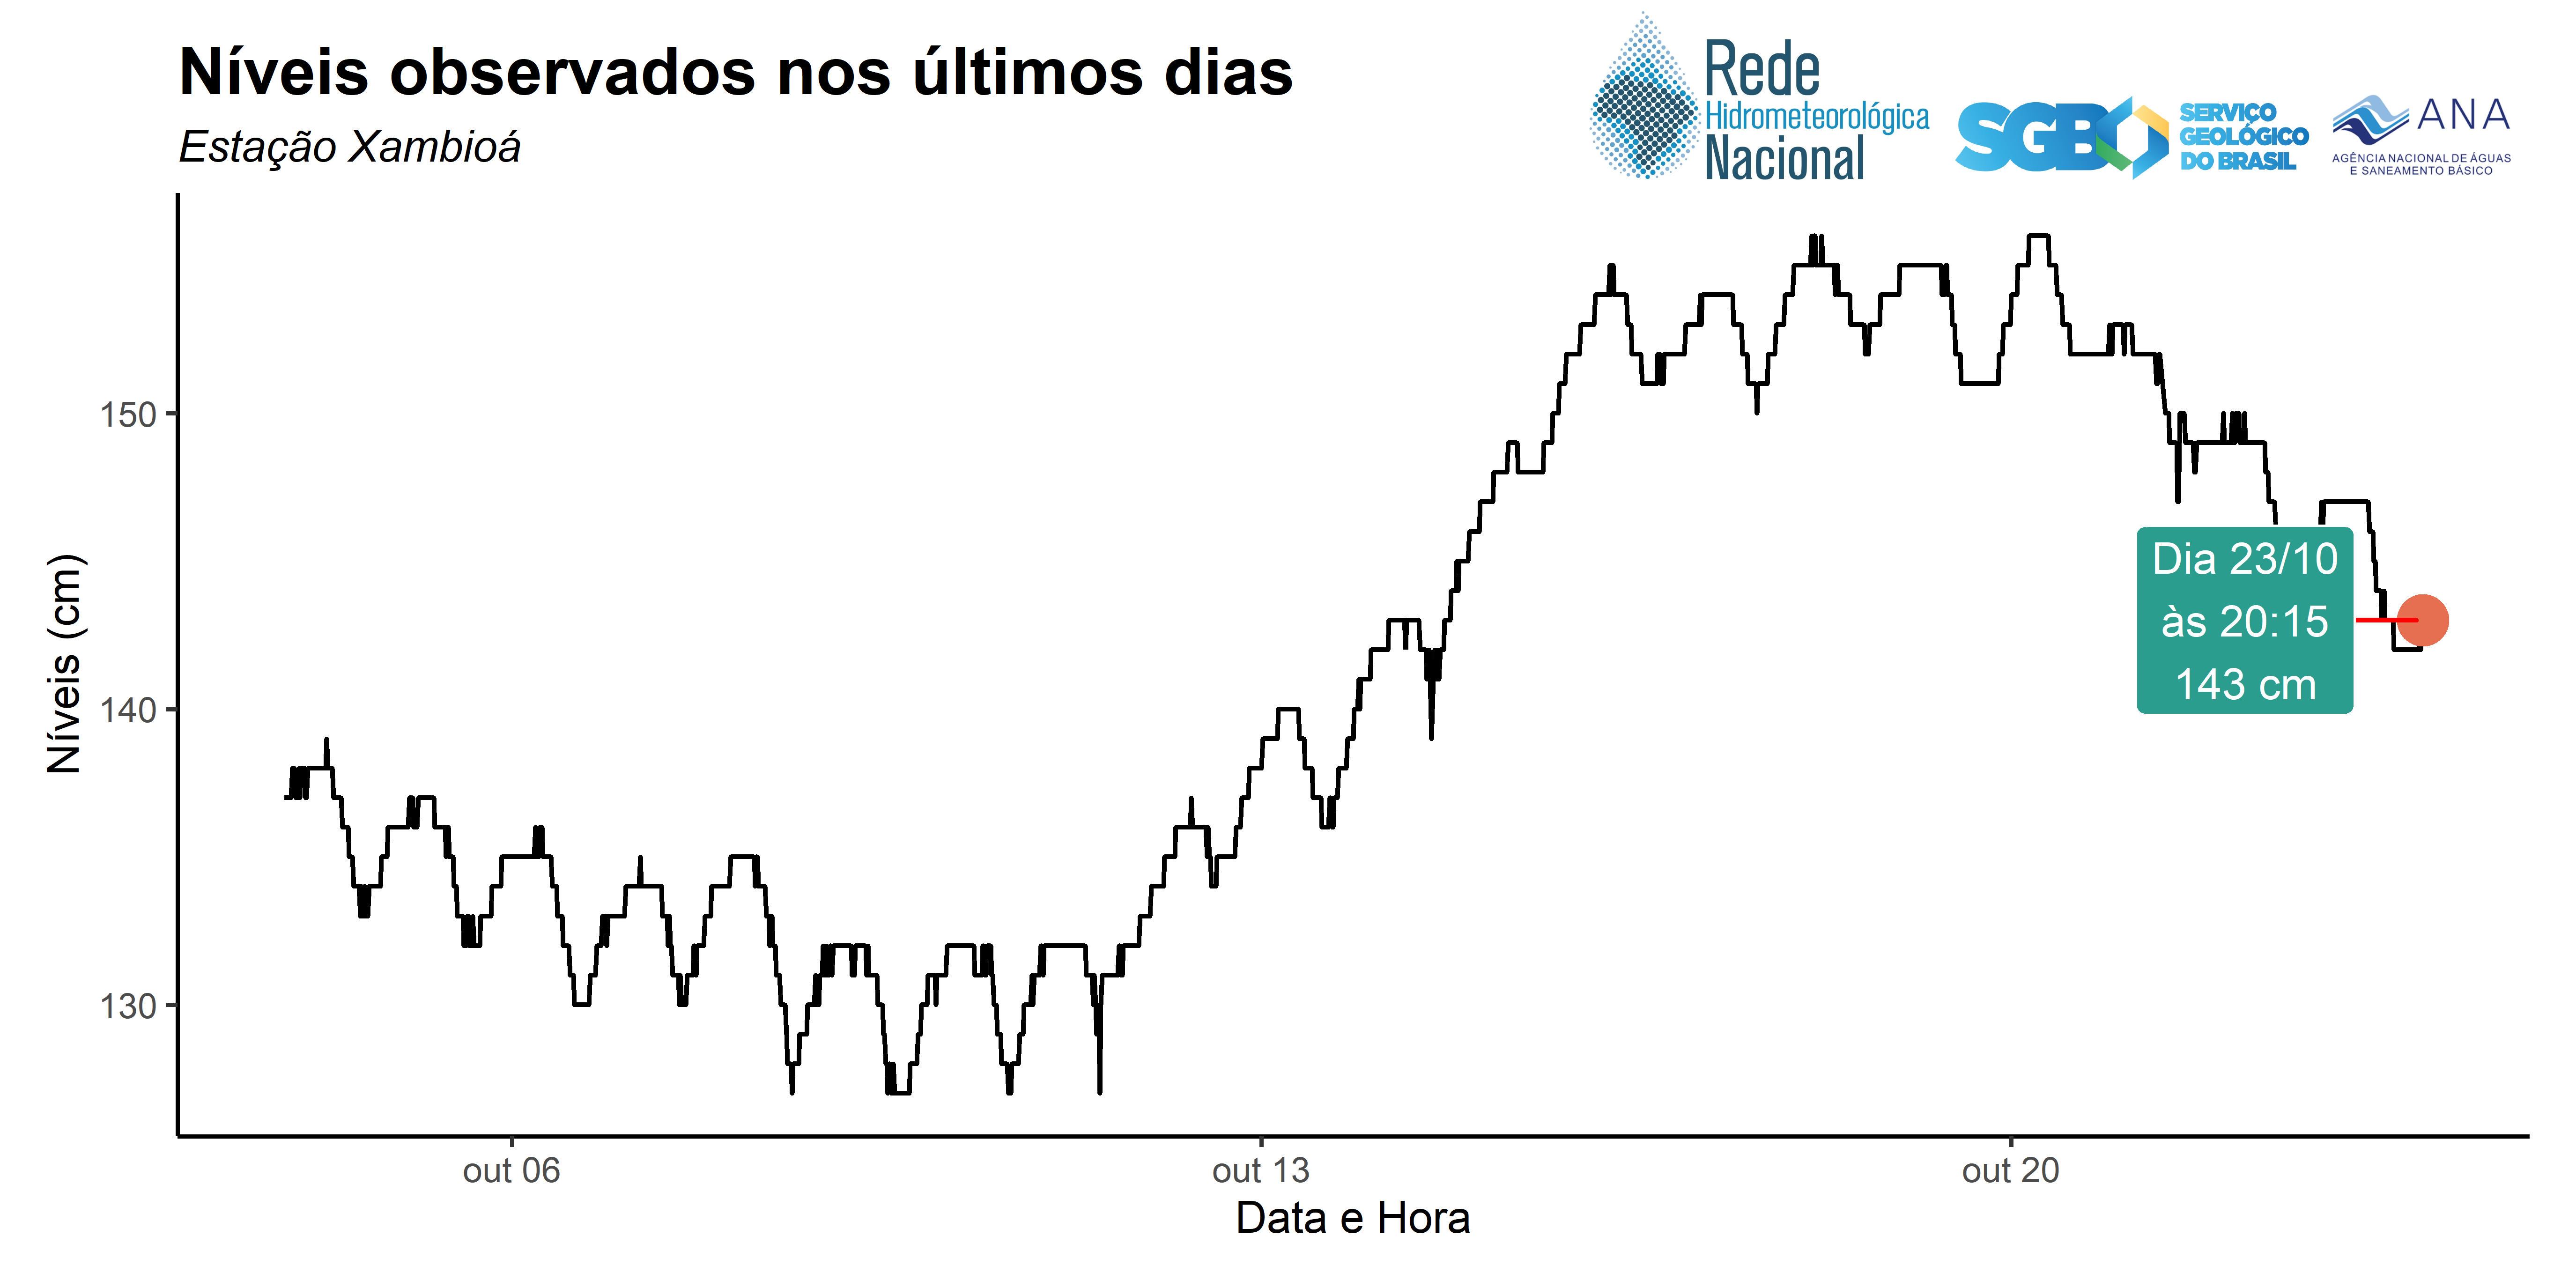 Níveis observados nos últimos dias
Estação Xambioá
Rede
Hidrometeorológica
Nacional
SGB
SERVIÇO
GEOLÓGICO
DO BRASIL
ANA
AGÊNCIA NACIONAL DE ÁGUAS
E SANEAMENTO BÁSICO
Níveis (cm)
150
140
130
Dia 23/10
às 20:15
143 cm
out 06
out 13
out 20
Data e Hora